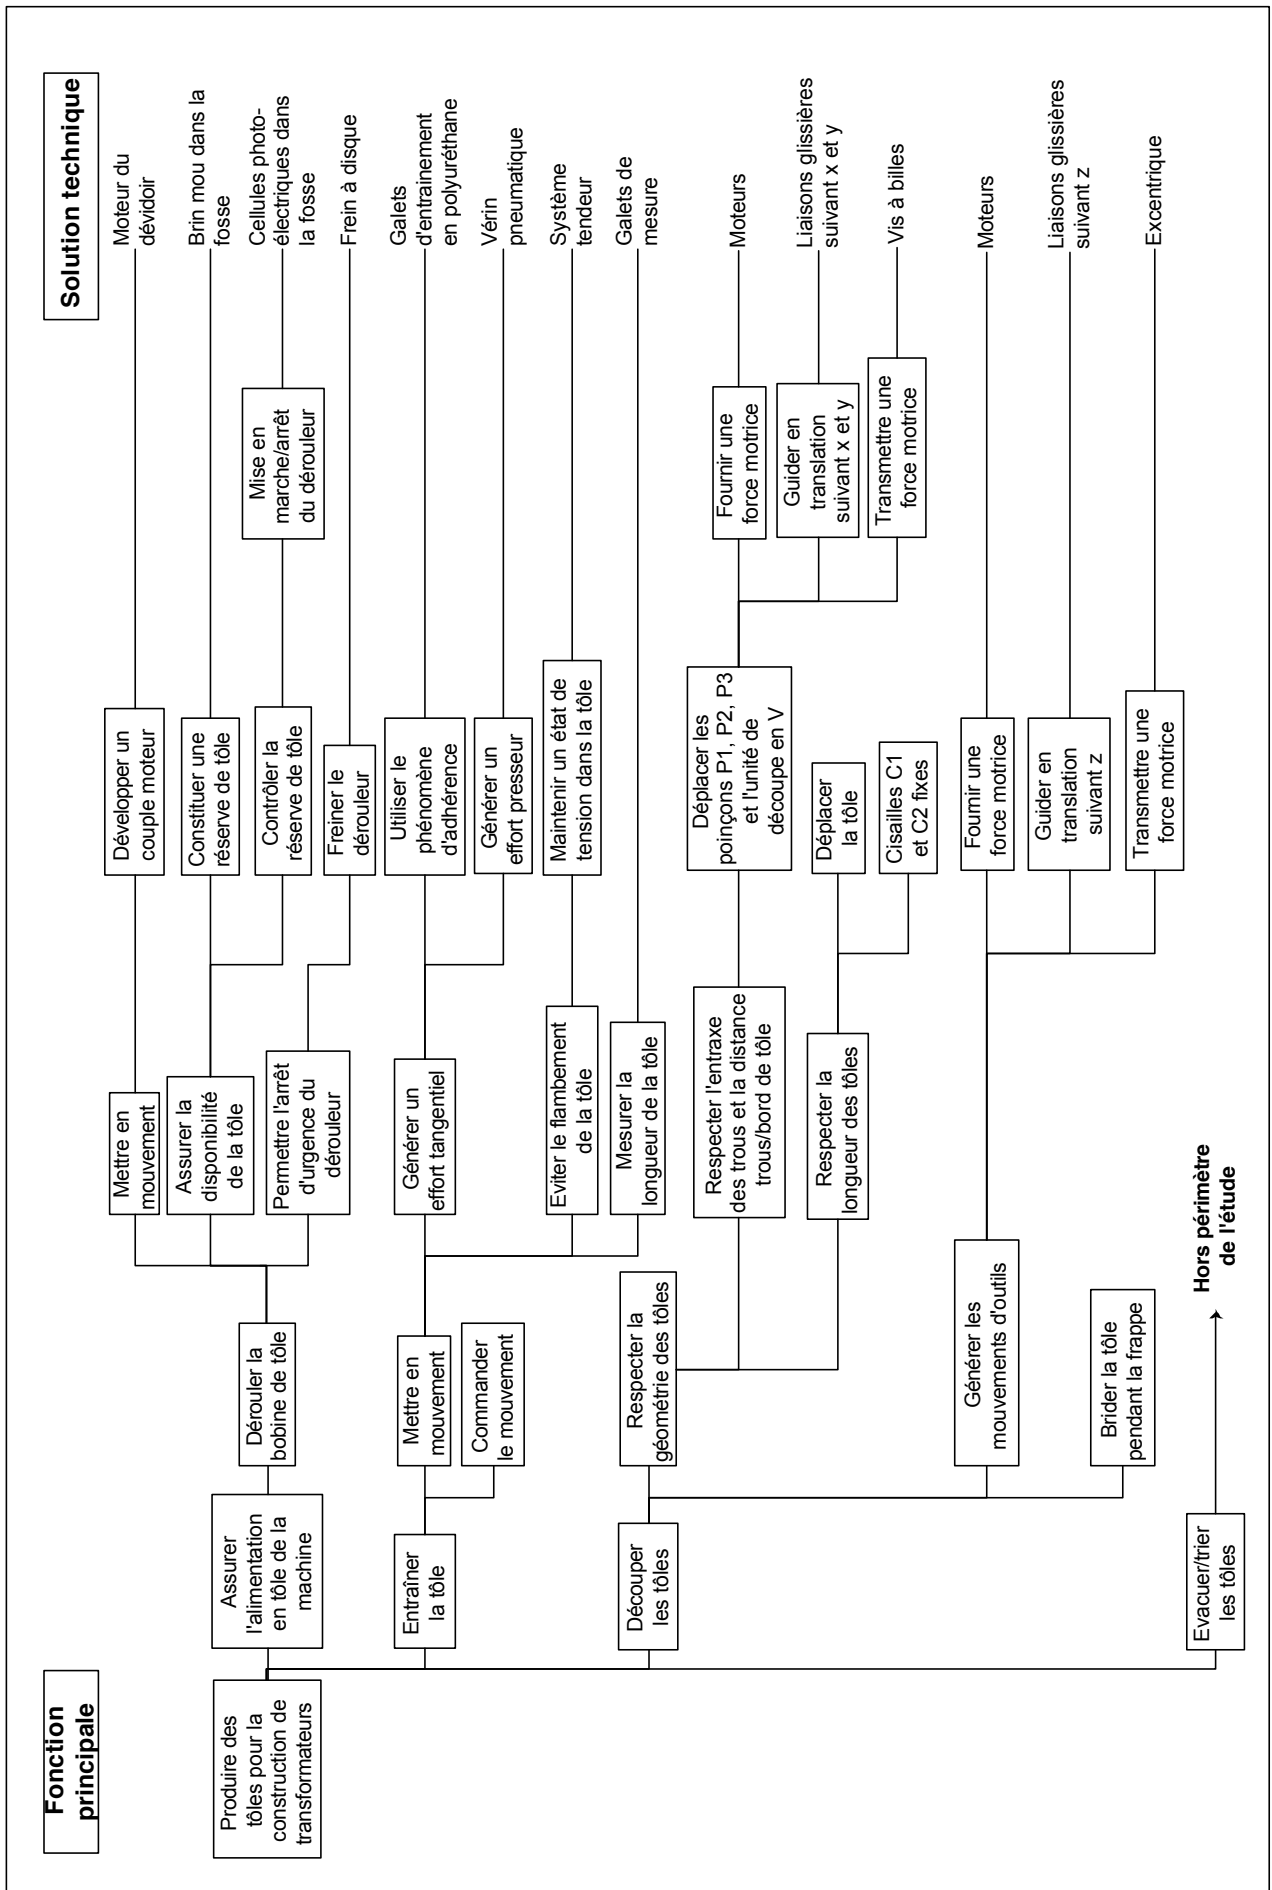 Fonction
principale
Solution technique
Produire des
tôles pour la
construction de
transformateurs
Assurer
l'alimentation
en tôle de la
machine
Dérouler la
bobine de tôle
Mettre en
mouvement
Développer un
couple moteur
Moteur du
dévidoir
Assurer la
disponibilité
de la tôle
Constituer une
réserve de tôle
Brin mou dans la
fosse
Contrôler la
réserve de tôle
Mise en
marche/arrêt
du dérouleur
Cellules photo-
électriques dans
la fosse
Permettre l'arrêt
d'urgence du
dérouleur
Freiner le
dérouleur
Frein à disque
Entraîner
la tôle
Mettre en
mouvement
Générer un
effort tangentiel
Utiliser le
phénomène
d'adhérence
Galets
d'entrainement
en polyuréthane
Générer un
effort presseur
Vérin
pneumatique
Eviter le flambement
de la tôle
Maintenir un état de
tension dans la tôle
Système
tendeur
Mesurer la
longueur de la tôle
Galets de
mesure
Commander
le mouvement
Découper
les tôles
Respecter la
géométrie des tôles
Respecter l'entraxe
des trous et la distance
trous/bord de tôle
Déplacer les
poinçons P1, P2, P3
et l'unité de
découpe en V
Fournir une
force motrice
Moteurs
Guider en
translation
suivant x et y
Liaisons glissières
suivant x et y
Transmettre une
force motrice
Vis à billes
Respecter la
longueur des tôles
Déplacer
la tôle
Cisailles C1
et C2 fixes
Générer les
mouvements d'outils
Fournir une
force motrice
Moteurs
Guider en
translation
suivant z
Liaisons glissières
suivant z
Transmettre une
force motrice
Excentrique
Brider la tôle
pendant la frappe
Evacuer/trier
les tôles
Hors périmètre
de l'étude